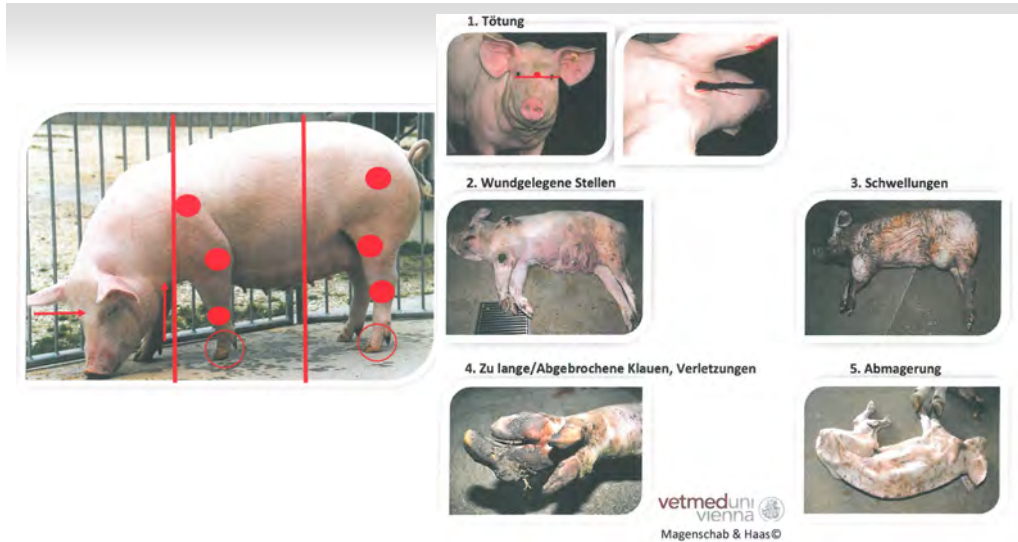 1. Tötung
2. Wundgelegene Stellen
3. Schwellungen
4. Zu lange/Abgebrochene Klauen, Verletzungen
5. Abmagerung
vetmeduni
vienna
Magenschab & Haas©